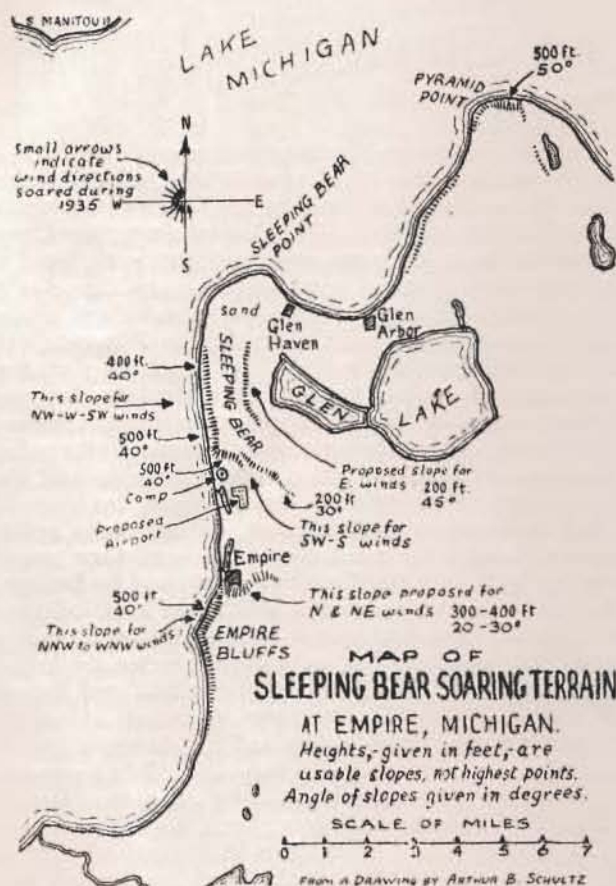 S MANITOU
LAKE
MICHIGAN
500 ft.
50°
PYRAMID
POINT
N
small arrows
indicate
wind directions
soared during
1935
W
E
S
SLEEPING BEAR
POINT
sand
Glen
Haven
Glen
Arbor
SLEEPING BEAR
GLEN
LAKE
400 ft.
40°
This slope for
NW-W-SW winds
500 ft
40°
500 ft
40°
Camp
Proposed
Airport
Proposed slope for
E. winds 200 ft
45°
200 ft
30°
This slope for
SW-S winds
Empire
500 ft
40°
This slope for
NNW to WNW winds
This slope proposed for
N & NE winds 300-400 ft
20-30°
EMPIRE
BLUFFS
MAP OF
SLEEPING BEAR SOARING TERRAIN
AT EMPIRE, MICHIGAN.
Heights,-given in feet,-are
usable slopes, not highest points.
Angle of slopes given in degrees.
SCALE OF MILES
0 1 2 3 4 5 6 7
FROM A DRAWING BY ARTHUR B. SCHULTZ